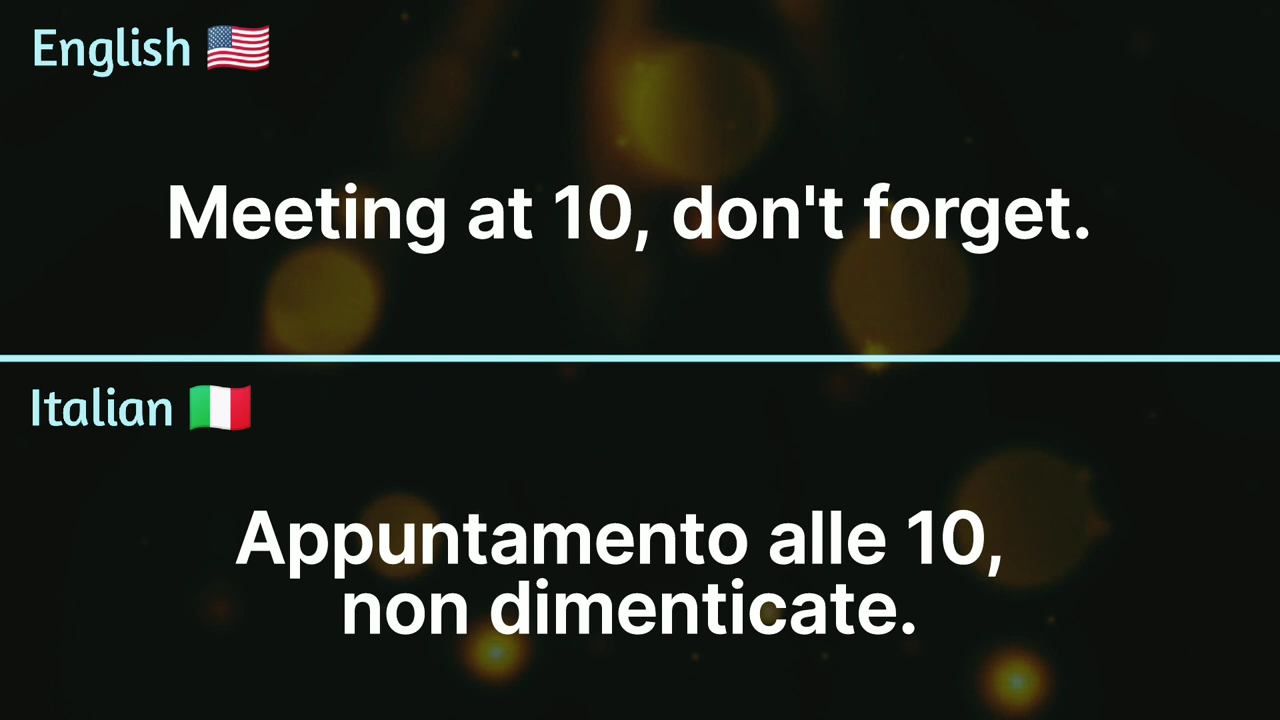 English 🇺🇸
Meeting at 10, don't forget.
Italian 🇮🇹
Appuntamento alle 10,
non dimenticate.